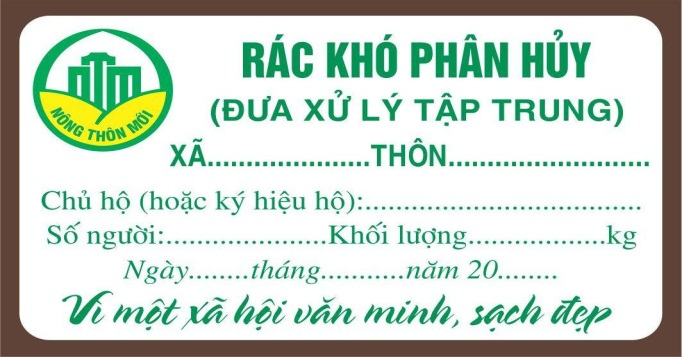 NTM
NÔNG THÔN MỚI
RÁC KHÓ PHÂN HỦY
(ĐƯA XỬ LÝ TẬP TRUNG)
XÃ.....................THÔN..........................
Chủ hộ (hoặc ký hiệu hộ):...................................
Số người:.....................Khối lượng..................kg
Ngày........tháng..........năm 20........
Vì một xã hội văn minh, sạch đẹp